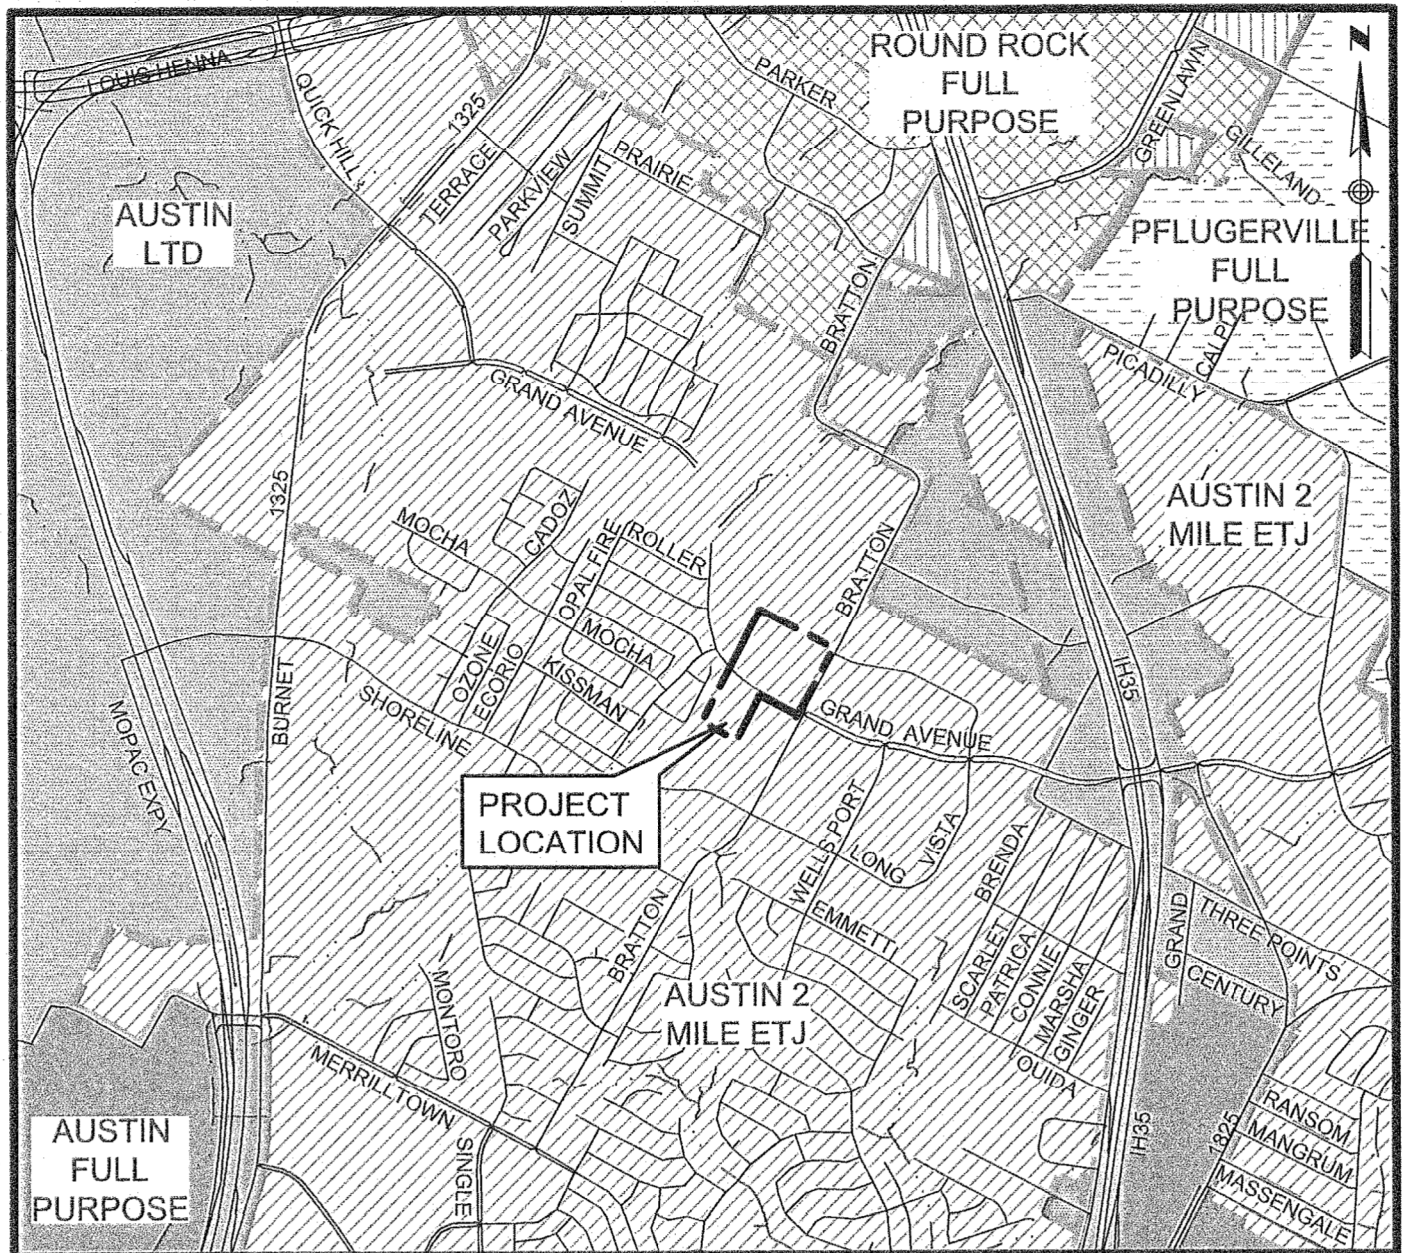 LOUIS HENNA
QUICK HILL
1325
TERRACE
PARKVIEW
SUMMIT
PRAIRIE
PARKER
ROUND ROCK
FULL
PURPOSE
GREENLAWN
GILLELAND
N
AUSTIN
LTD
PFLUGERVILLE
FULL
PURPOSE
BRATTON
PICADILLY
CALPI
GRAND AVENUE
1325
AUSTIN 2
MILE ETJ
MOCHA
CADOZ
OPAL FIRE
ROLLER
BRATTON
MOCHA
OZONE
EGORIO
KISSMAN
BURNET
SHORELINE
MOPAC EXPY
IH35
GRAND AVENUE
PROJECT
LOCATION
WELLS PORT
LONG
VISTA
BRENDA
EMMETT
BRATTON
SCARLET
PATRICA
CONNIE
MARSHA
GINGER
GRAND
THREE POINTS
CENTURY
MONTORO
AUSTIN 2
MILE ETJ
MERRILLTOWN
OUIDA
SINGLE
IH35
1825
RANSOM
MANGRUM
MASSENGALE
AUSTIN
FULL
PURPOSE